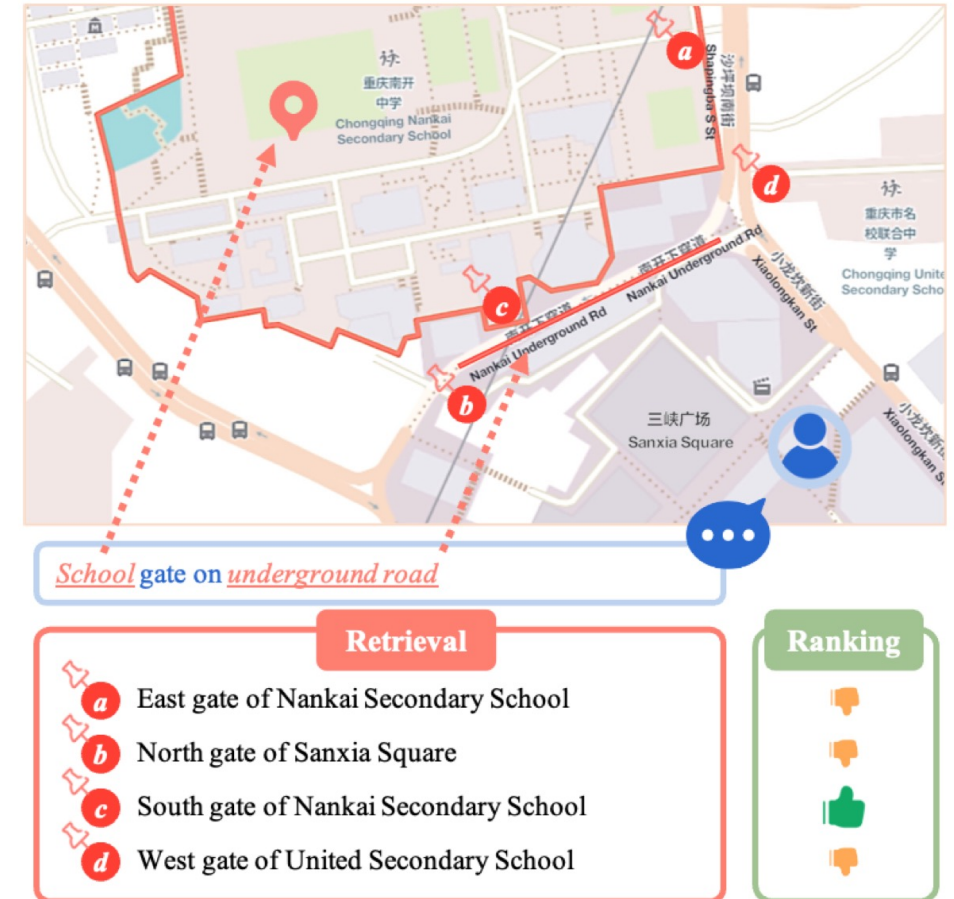 a
沙坪坝南街
Shapingba S St
重庆南开
中学
Chongqing Nankai
Secondary School
d
重庆市名
校联合中
学
Chongqing Unite
Secondary Scho
南开下穿道
Nankai Underground Rd
小龙坎新街
Xiaolongkan St
c
南开下穿道
Nankai Underground Rd
b
三峡广场
Sanxia Square
小龙坎新街
Xiaolongkan St
School gate on underground road
Retrieval
Ranking
a East gate of Nankai Secondary School
b North gate of Sanxia Square
c South gate of Nankai Secondary School
d West gate of United Secondary School